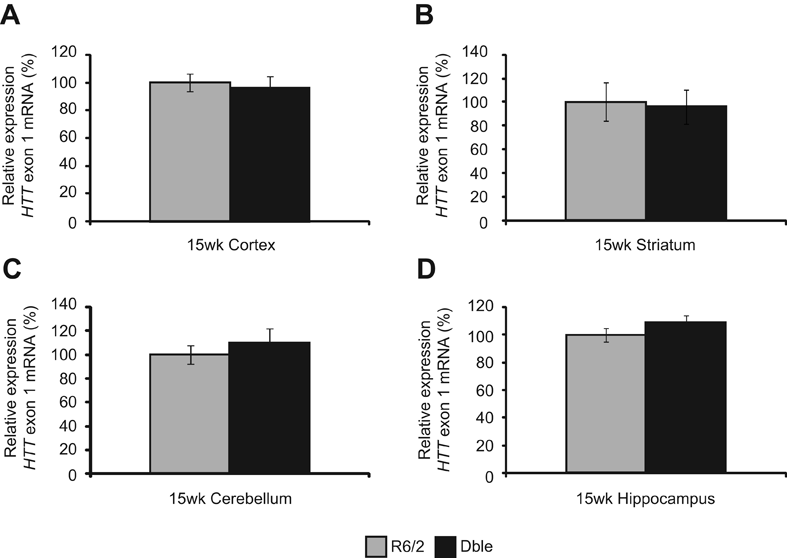 A
Relative expression
HTT exon 1 mRNA (%)
120
100
80
60
40
20
0
15wk Cortex
B
Relative expression
HTT exon 1 mRNA (%)
140
120
100
80
60
40
20
0
15wk Striatum
C
Relative expression
HTT exon 1 mRNA (%)
140
120
100
80
60
40
20
0
15wk Cerebellum
D
Relative expression
HTT exon 1 mRNA (%)
120
100
80
60
40
20
0
15wk Hippocampus
R6/2 Dble